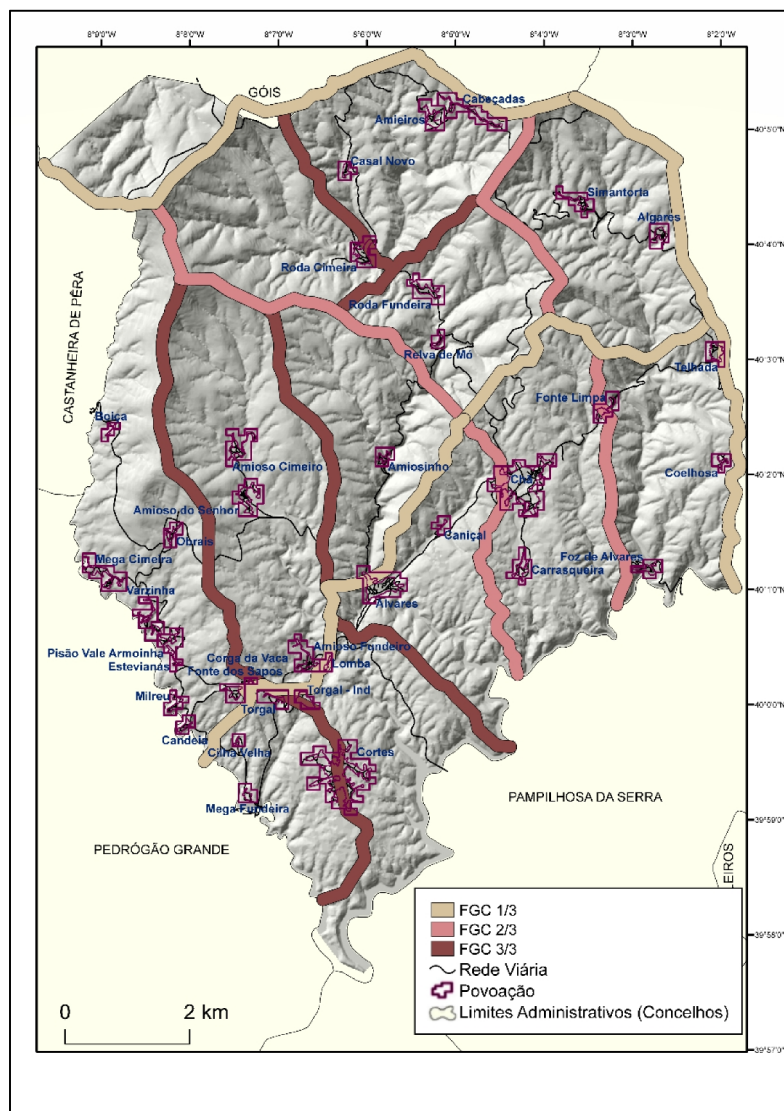 8°9'0"W 8°8'0"W 8°7'0"W 8°6'0"W 8°5'0"W 8°4'0"W 8°3'0"W 8°2'0"W
GÓIS
Cabeçadas
Amieiros
40°5'0"N
Casal Novo
Simantorta
Algares
40°4'0"N
Roda Cimeira
Roda Fundeira
CASTANHEIRA DE PÊRA
Relva de Mó
40°3'0"N
Telhada
Fonte Limpa
Boiça
Amioso Cimeiro
Amiosinho
Chã
Coelhosa
40°2'0"N
Amioso do Senhor
Obrais
Caniçal
Mega Cimeira
Foz de Alvares
Carrasqueira
Varzinha
Alvares
40°1'0"N
Amioso Fundeiro
Pisão Vale Armoinha
Corga da Vaca
Lomba
Estevianas
Fonte dos Sapos
Milreu
Torgal - Ind
Torgal
40°0'0"N
Candeia
Cilha Velha
Cortes
Mega Fundeira
PAMPILHOSA DA SERRA
39°59'0"N
PEDRÓGÃO GRANDE
EIROS
FGC 1/3
FGC 2/3
39°58'0"N
FGC 3/3
Rede Viária
Povoação
Limites Administrativos (Concelhos)
0 2 km
39°57'0"N